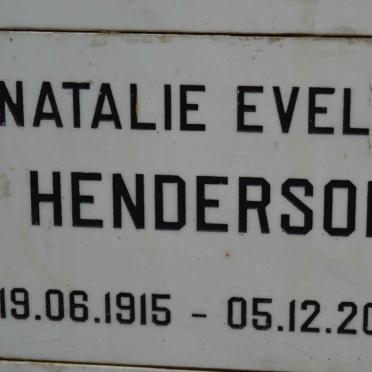 NATALIE EVEL
HENDERSO
19.06.1915 - 05.12.20